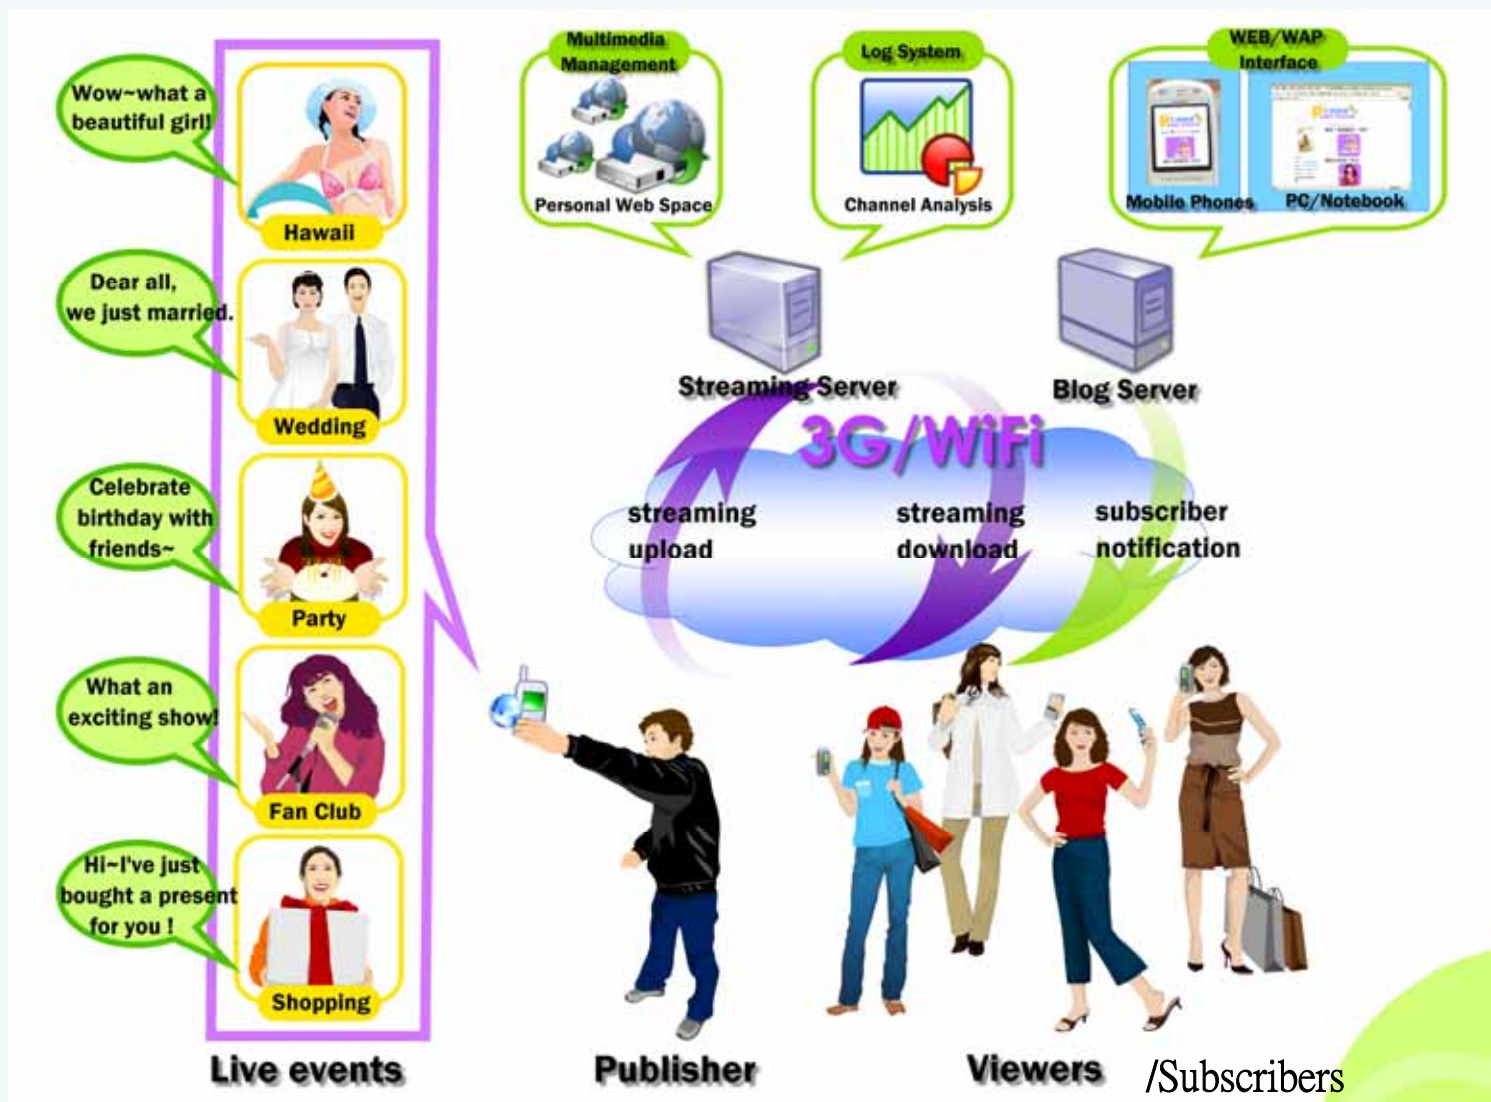 Wow~what a
beautiful girl!
Hawaii
Dear all,
we just married.
Wedding
Celebrate
birthday with
friends~
Party
What an
exciting show!
Fan Club
Hi~I've just
bought a present
for you !
Shopping
Live events
Multimedia
Management
Personal Web Space
Log System
Channel Analysis
WEB/WAP
Interface
Mobile Phones
PC/Notebook
Streaming Server
Blog Server
3G/WiFi
streaming
upload
streaming
download
subscriber
notification
Publisher
Viewers
/Subscribers